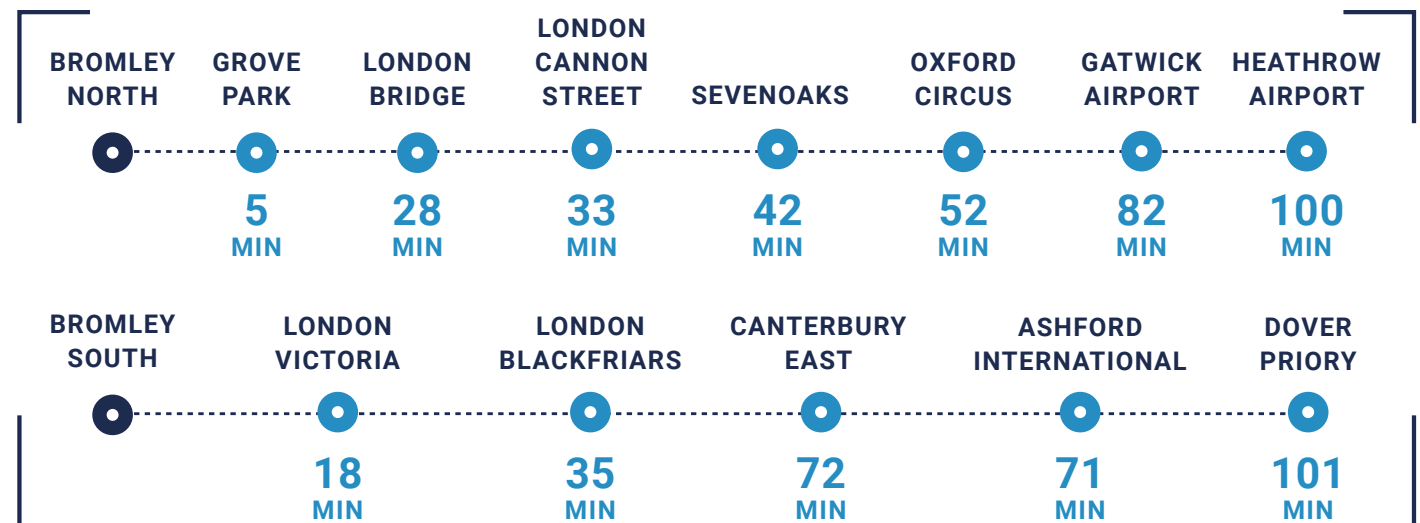 BROMLEY
NORTH
GROVE
PARK
LONDON
BRIDGE
LONDON
CANNON
STREET
SEVENOAKS
OXFORD
CIRCUS
GATWICK
AIRPORT
HEATHROW
AIRPORT
5
MIN
28
MIN
33
MIN
42
MIN
52
MIN
82
MIN
100
MIN
BROMLEY
SOUTH
LONDON
VICTORIA
LONDON
BLACKFRIARS
CANTERBURY
EAST
ASHFORD
INTERNATIONAL
DOVER
PRIORY
18
MIN
35
MIN
72
MIN
71
MIN
101
MIN